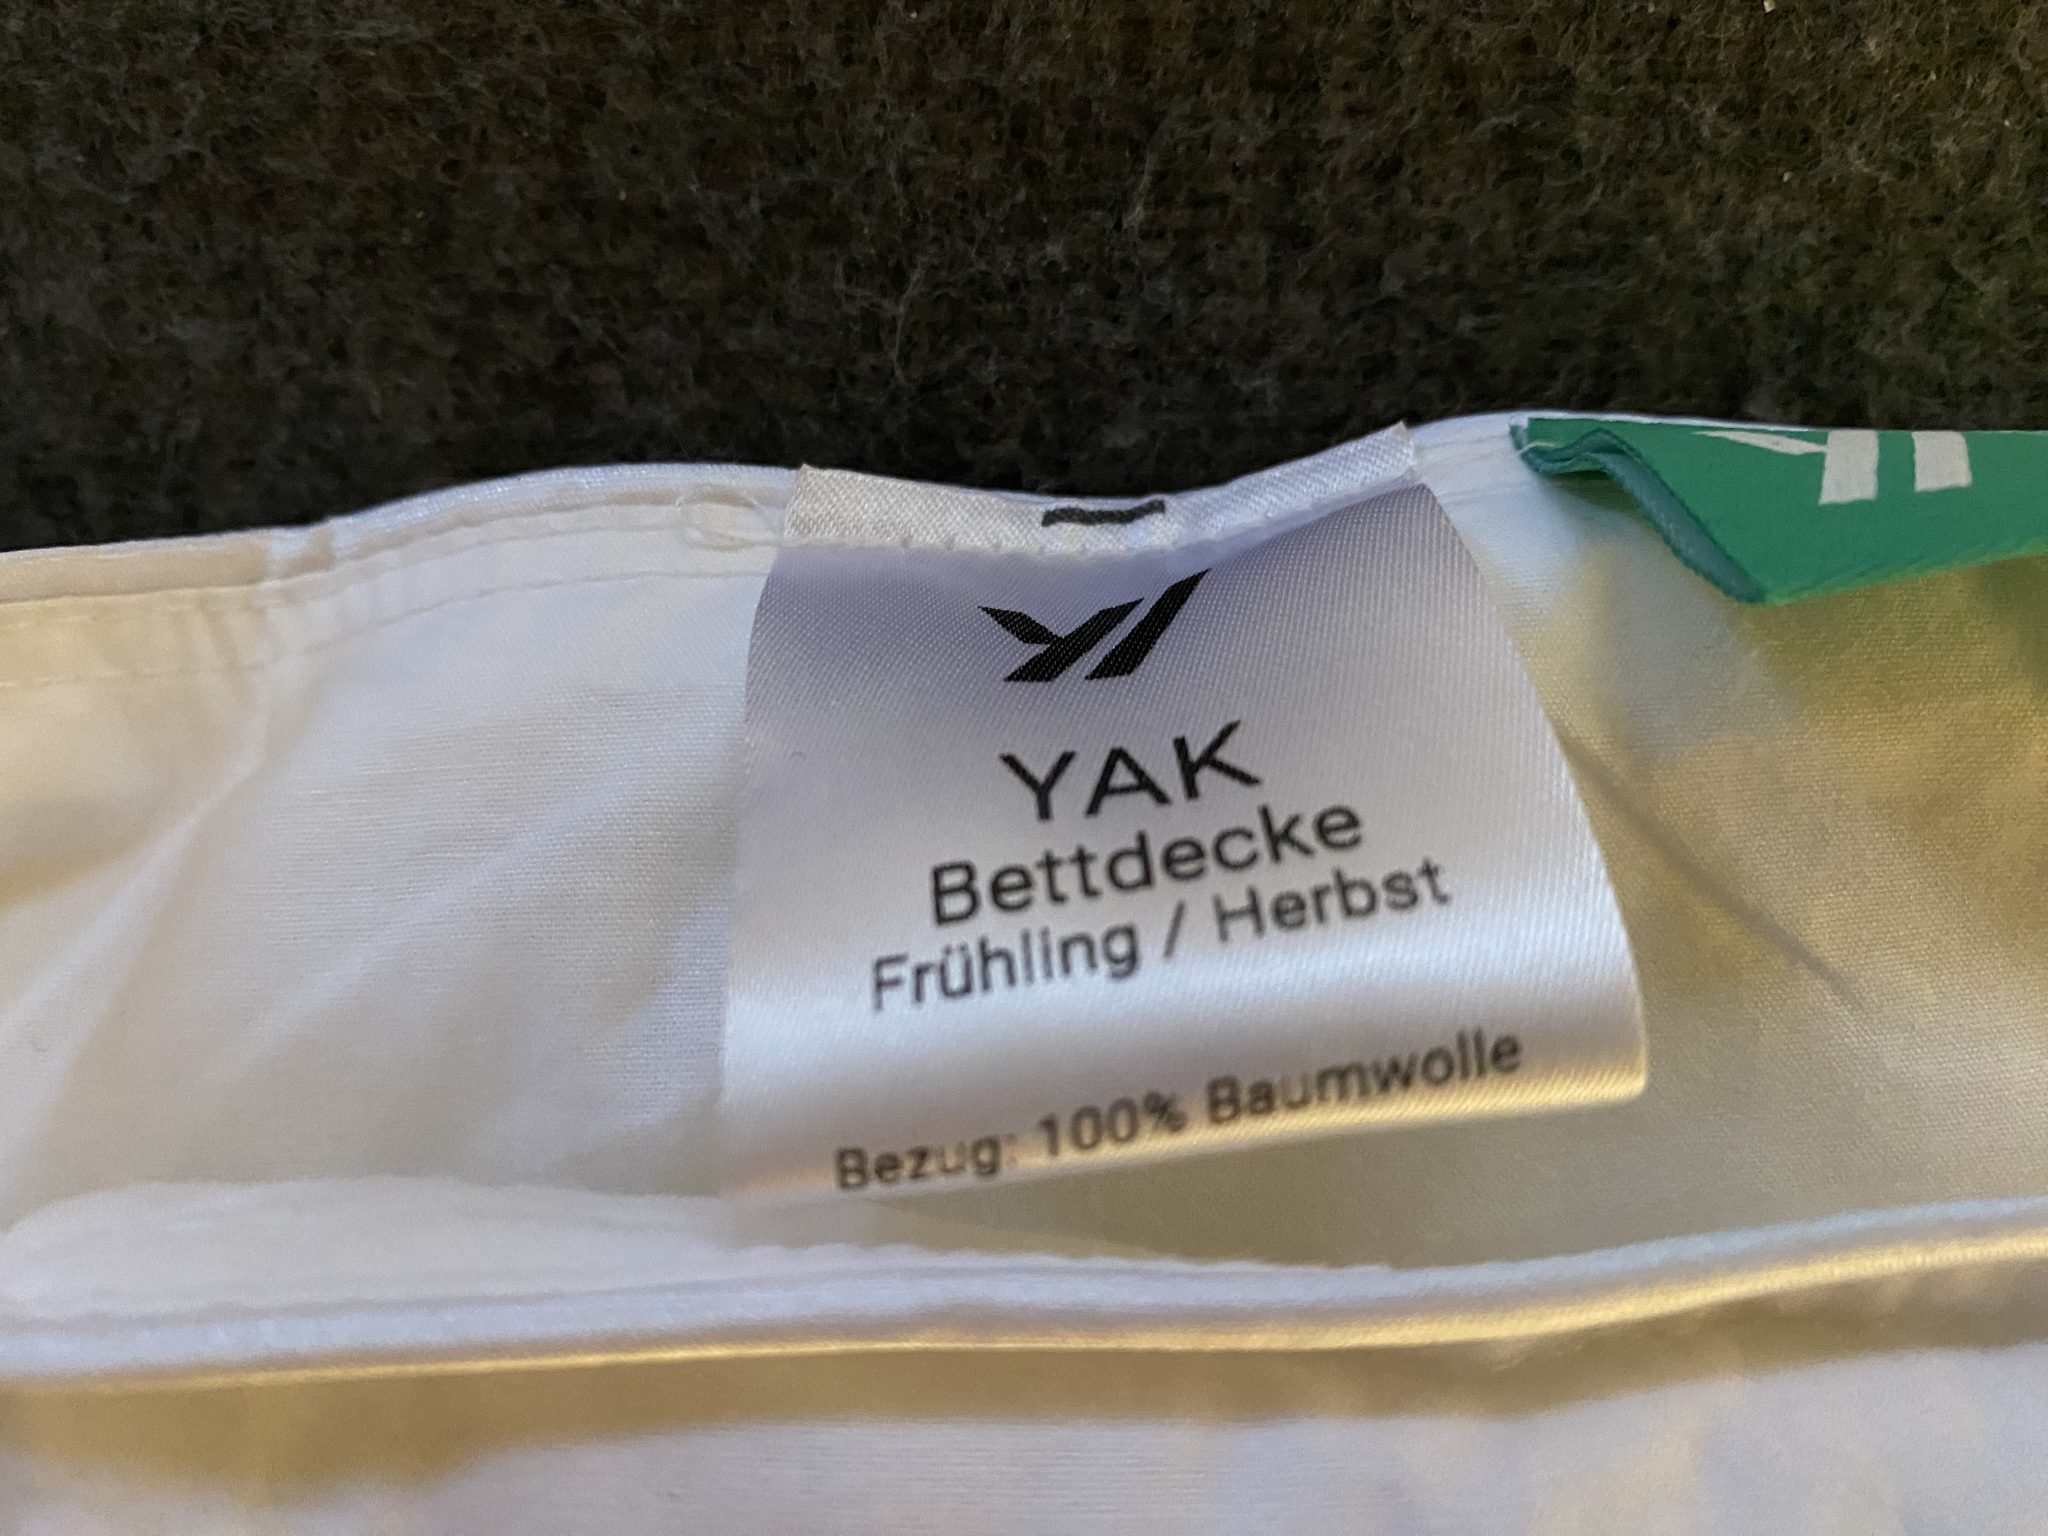 YAK
Bettdecke
Frühling / Herbst
Bezug: 100% Baumwolle